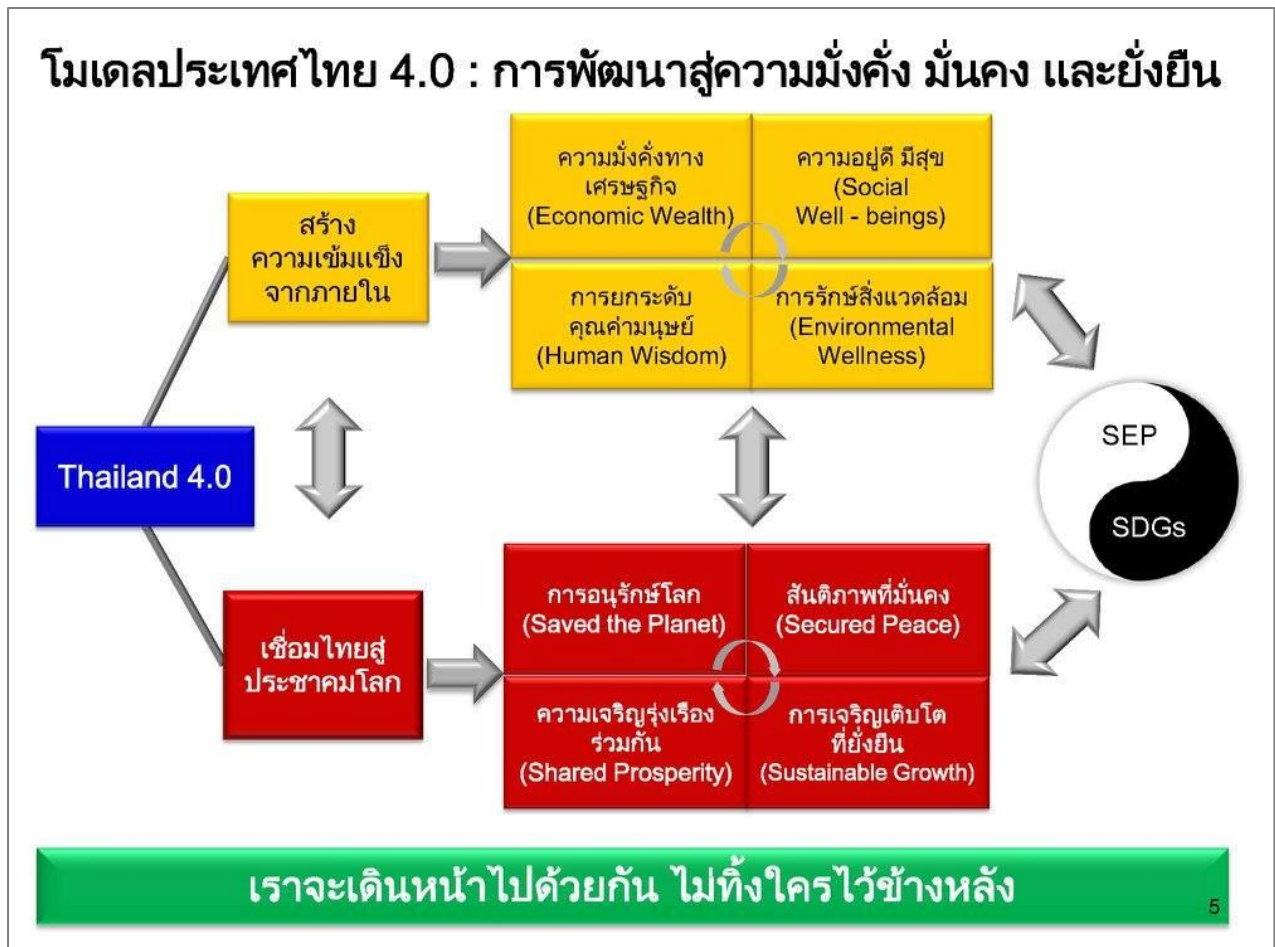 โมเดลประเทศไทย 4.0 : การพัฒนาสู่ความมั่งคั่ง มั่นคง และยั่งยืน
สร้าง
ความเข้มแข็ง
จากภายใน
ความมั่งคั่งทาง
เศรษฐกิจ
(Economic Wealth)
ความอยู่ดี มีสุข
(Social
Well - beings)
การยกระดับ
คุณค่ามนุษย์
(Human Wisdom)
การรักษ์สิ่งแวดล้อม
(Environmental
Wellness)
Thailand 4.0
SEP
SDGs
เชื่อมไทยสู่
ประชาคมโลก
การอนุรักษ์โลก
(Saved the Planet)
สันติภาพที่มั่นคง
(Secured Peace)
ความเจริญรุ่งเรือง
ร่วมกัน
(Shared Prosperity)
การเจริญเติบโต
ที่ยั่งยืน
(Sustainable Growth)
เราจะเดินหน้าไปด้วยกัน ไม่ทิ้งใครไว้ข้างหลัง
5